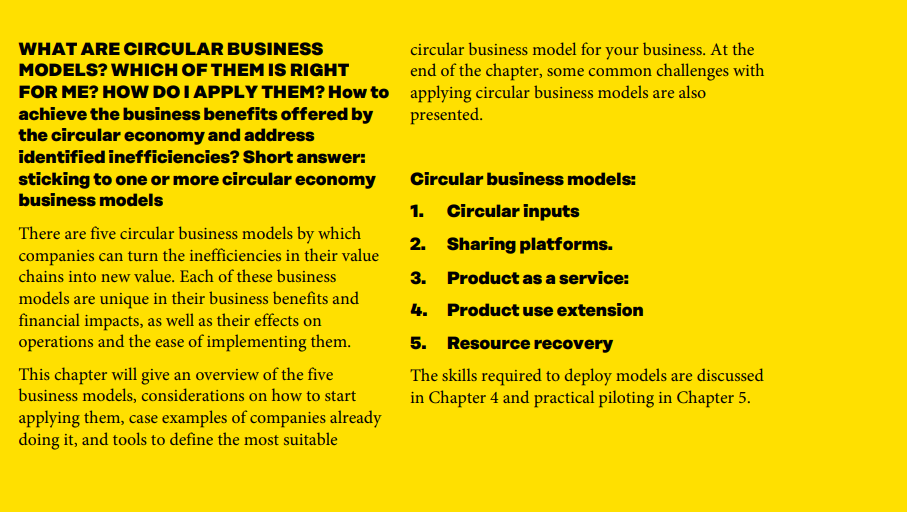 WHAT ARE CIRCULAR BUSINESS
MODELS? WHICH OF THEM IS RIGHT
FOR ME? HOW DO I APPLY THEM? How to
achieve the business benefits offered by
the circular economy and address
identified inefficiencies? Short answer:
sticking to one or more circular economy
business models
There are five circular business models by which
companies can turn the inefficiencies in their value
chains into new value. Each of these business
models are unique in their business benefits and
financial impacts, as well as their effects on
operations and the ease of implementing them.
This chapter will give an overview of the five
business models, considerations on how to start
applying them, case examples of companies already
doing it, and tools to define the most suitable
circular business model for your business. At the
end of the chapter, some common challenges with
applying circular business models are also
presented.
Circular business models:
1. Circular inputs
2. Sharing platforms.
3. Product as a service:
4. Product use extension
5. Resource recovery
The skills required to deploy models are discussed
in Chapter 4 and practical piloting in Chapter 5.